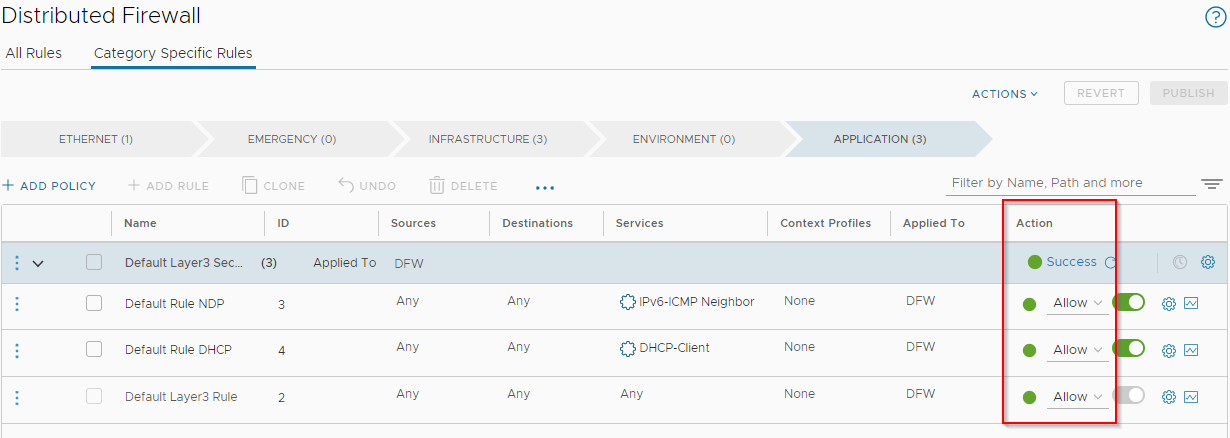 Distributed Firewall
All Rules Category Specific Rules
ACTIONS REVERT PUBLISH
ETHERNET (1) EMERGENCY (0) INFRASTRUCTURE (3) ENVIRONMENT (0) APPLICATION (3)
+ ADD POLICY + ADD RULE CLONE UNDO DELETE ... Filter by Name, Path and more
Name ID Sources Destinations Services Context Profiles Applied To Action
Default Layer3 Sec... (3) Applied To DFW Success
Default Rule NDP 3 Any Any IPv6-ICMP Neighbor None DFW Allow
Default Rule DHCP 4 Any Any DHCP-Client None DFW Allow
Default Layer3 Rule 2 Any Any Any None DFW Allow